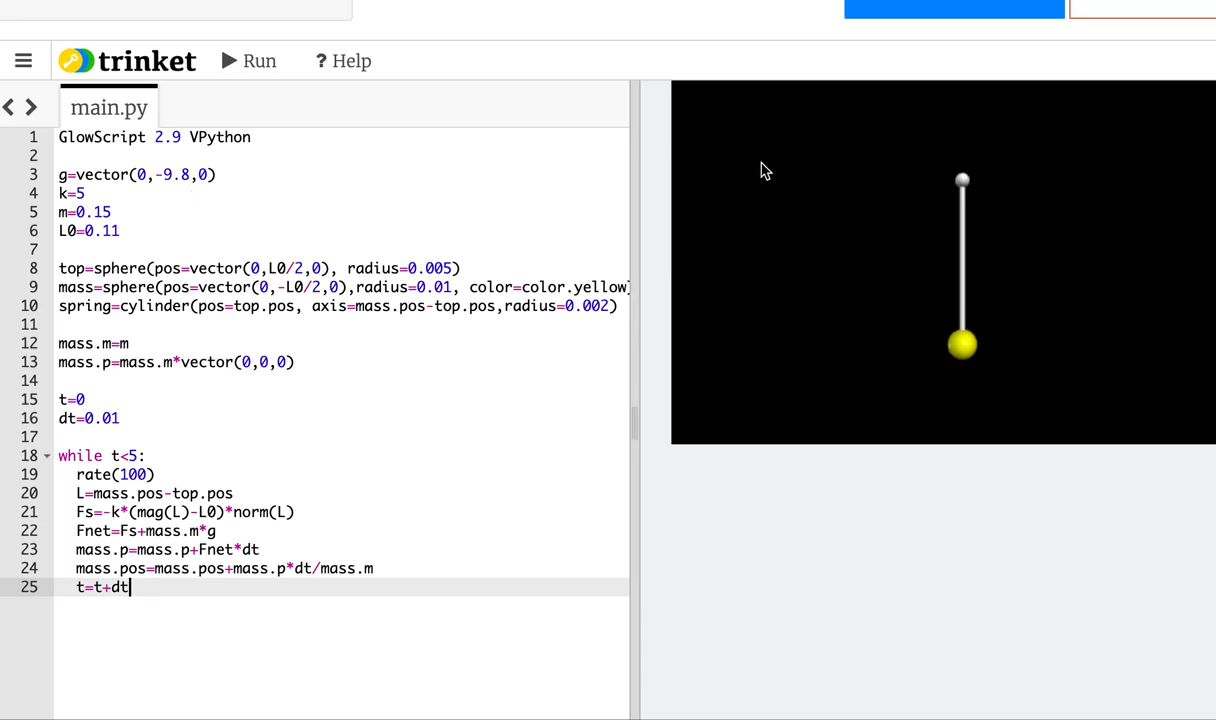 trinket
Run
? Help
main.py
1 GlowScript 2.9 VPython
2
3 g=vector(0,-9.8,0)
4 k=5
5 m=0.15
6 L0=0.11
7
8 top=sphere(pos=vector(0,L0/2,0), radius=0.005)
9 mass=sphere(pos=vector(0,-L0/2,0),radius=0.01, color=color.yellow)
10 spring=cylinder(pos=top.pos, axis=mass.pos-top.pos,radius=0.002)
11
12 mass.m=m
13 mass.p=mass.m*vector(0,0,0)
14
15 t=0
16 dt=0.01
17
18 while t<5:
19 rate(100)
20 L=mass.pos-top.pos
21 Fs=-k*(mag(L)-L0)*norm(L)
22 Fnet=Fs+mass.m*g
23 mass.p=mass.p+Fnet*dt
24 mass.pos=mass.pos+mass.p*dt/mass.m
25 t=t+dt